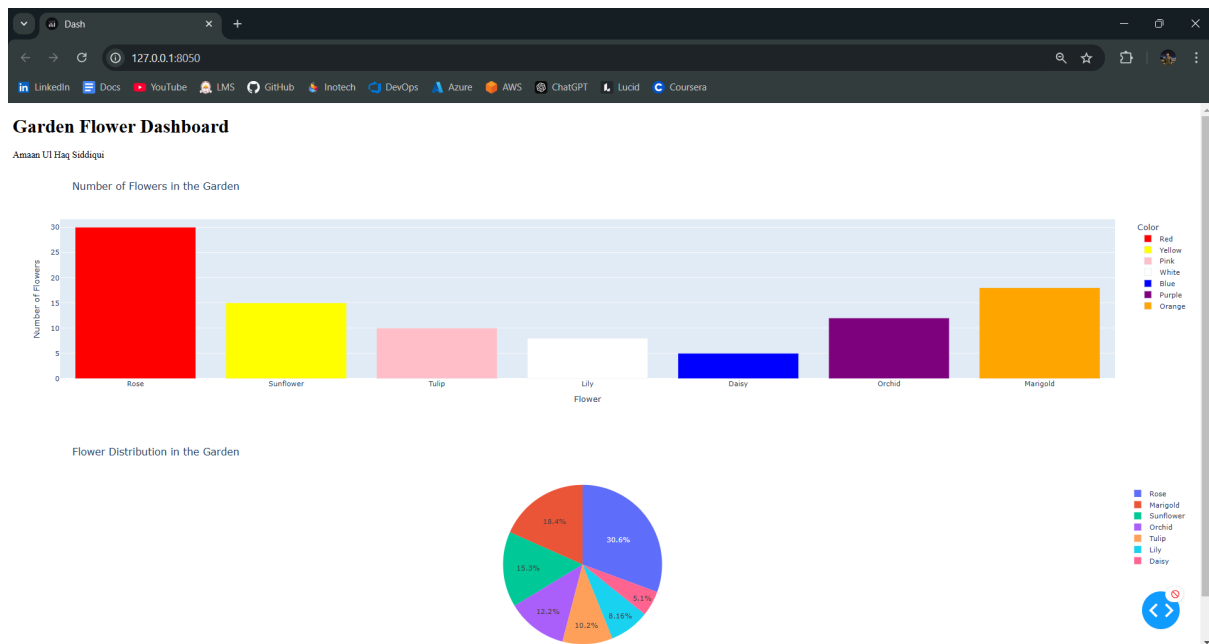 Dash
127.0.0.1:8050
LinkedIn Docs YouTube LMS GitHub Inotech DevOps Azure AWS ChatGPT Lucid Coursera
Garden Flower Dashboard
Amaan Ul Haq Siddiqui
Number of Flowers in the Garden
Number of Flowers
30
25
20
15
10
5
0
Rose Sunflower Tulip Lily Daisy Orchid Marigold
Flower
Color
Red
Yellow
Pink
White
Blue
Purple
Orange
Flower Distribution in the Garden
18.4%
30.6%
15.3%
5.1%
12.2%
8.16%
10.2%
Rose
Marigold
Sunflower
Orchid
Tulip
Lily
Daisy